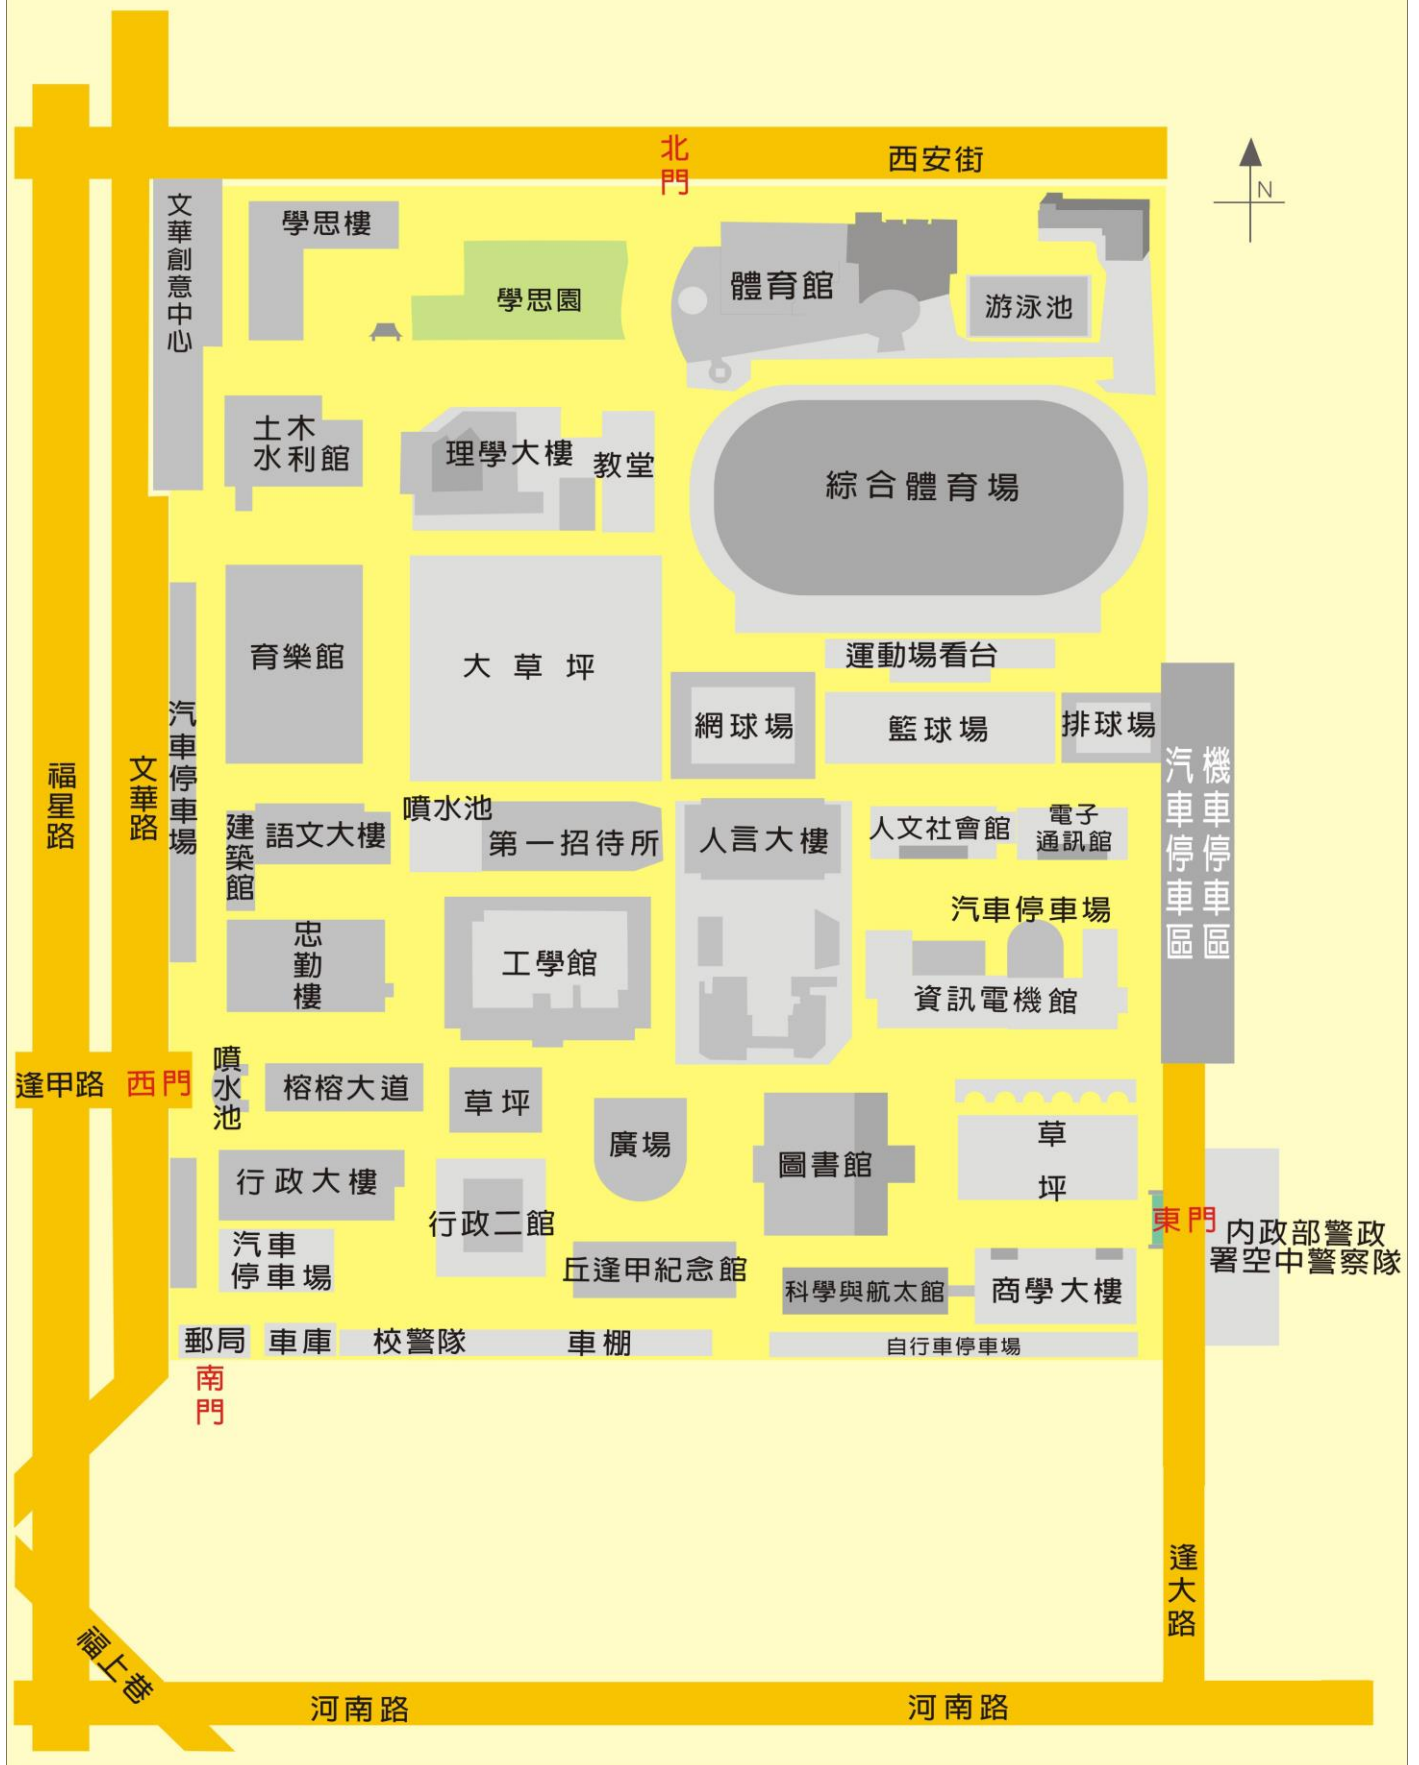 北門
西安街
N
文華創意中心
學思樓
學思園
體育館
游泳池
土木
水利館
理學大樓
教堂
綜合體育場
育樂館
大草坪
運動場看台
網球場
籃球場
排球場
福星路
文華路
汽車停車場
汽車停車區
機車停車區
建築館
語文大樓
噴水池
第一招待所
人言大樓
人文社會館
電子
通訊館
忠勤樓
工學館
汽車停車場
資訊電機館
逢甲路
西門
噴水池
榕榕大道
草坪
廣場
圖書館
草
坪
行政大樓
行政二館
東門
內政部警政
署空中警察隊
汽車
停車場
丘逢甲紀念館
科學與航太館
商學大樓
郵局
車庫
校警隊
車棚
自行車停車場
南門
逢大路
福上巷
河南路
河南路